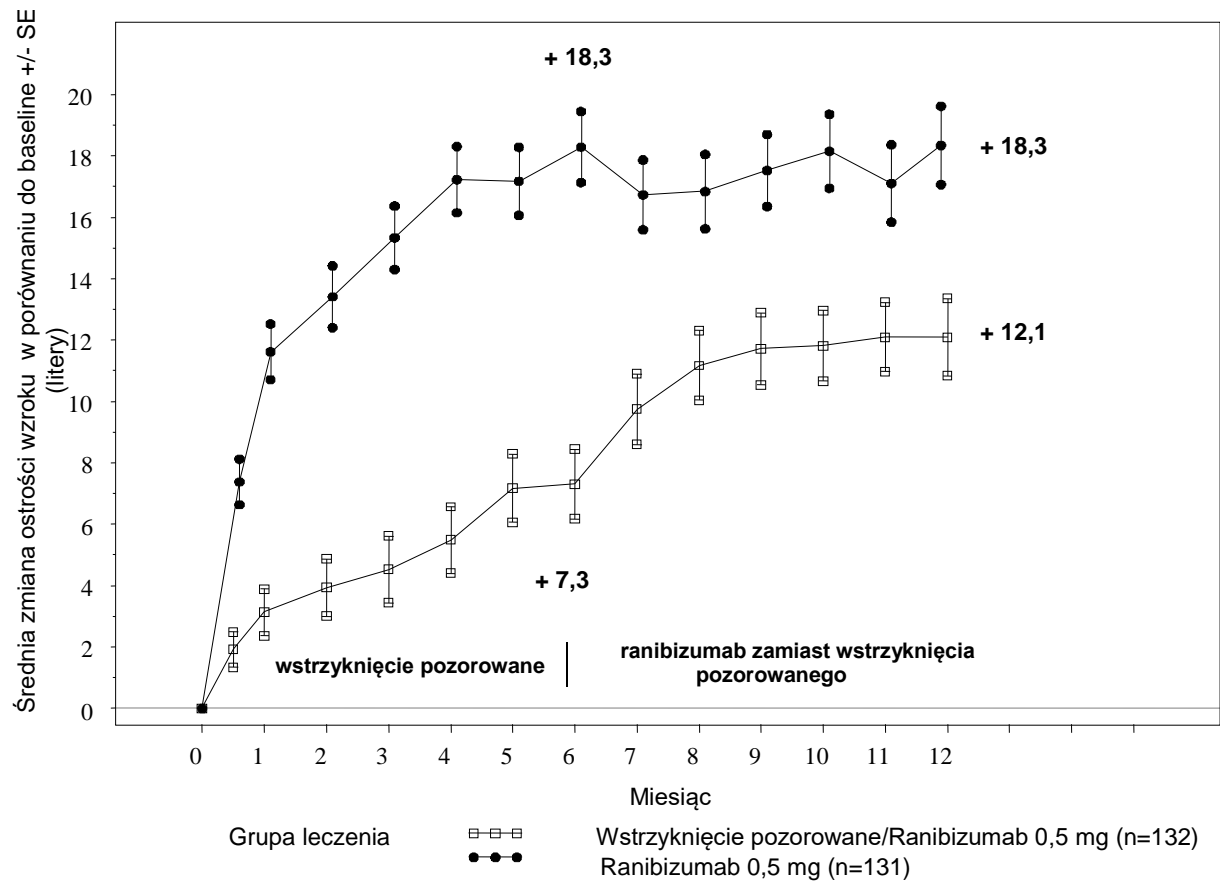 Średnia zmiana ostrości wzroku w porównaniu do baseline +/- SE
(litery)
+ 18,3
20
18
16
14
12
10
8
6
4
2
0
+ 18,3
+ 12,1
+ 7,3
wstrzyknięcie pozorowane
ranibizumab zamiast wstrzyknięcia
pozorowanego
0 1 2 3 4 5 6 7 8 9 10 11 12
Miesiąc
Grupa leczenia
Wstrzyknięcie pozorowane/Ranibizumab 0,5 mg (n=132)
Ranibizumab 0,5 mg (n=131)